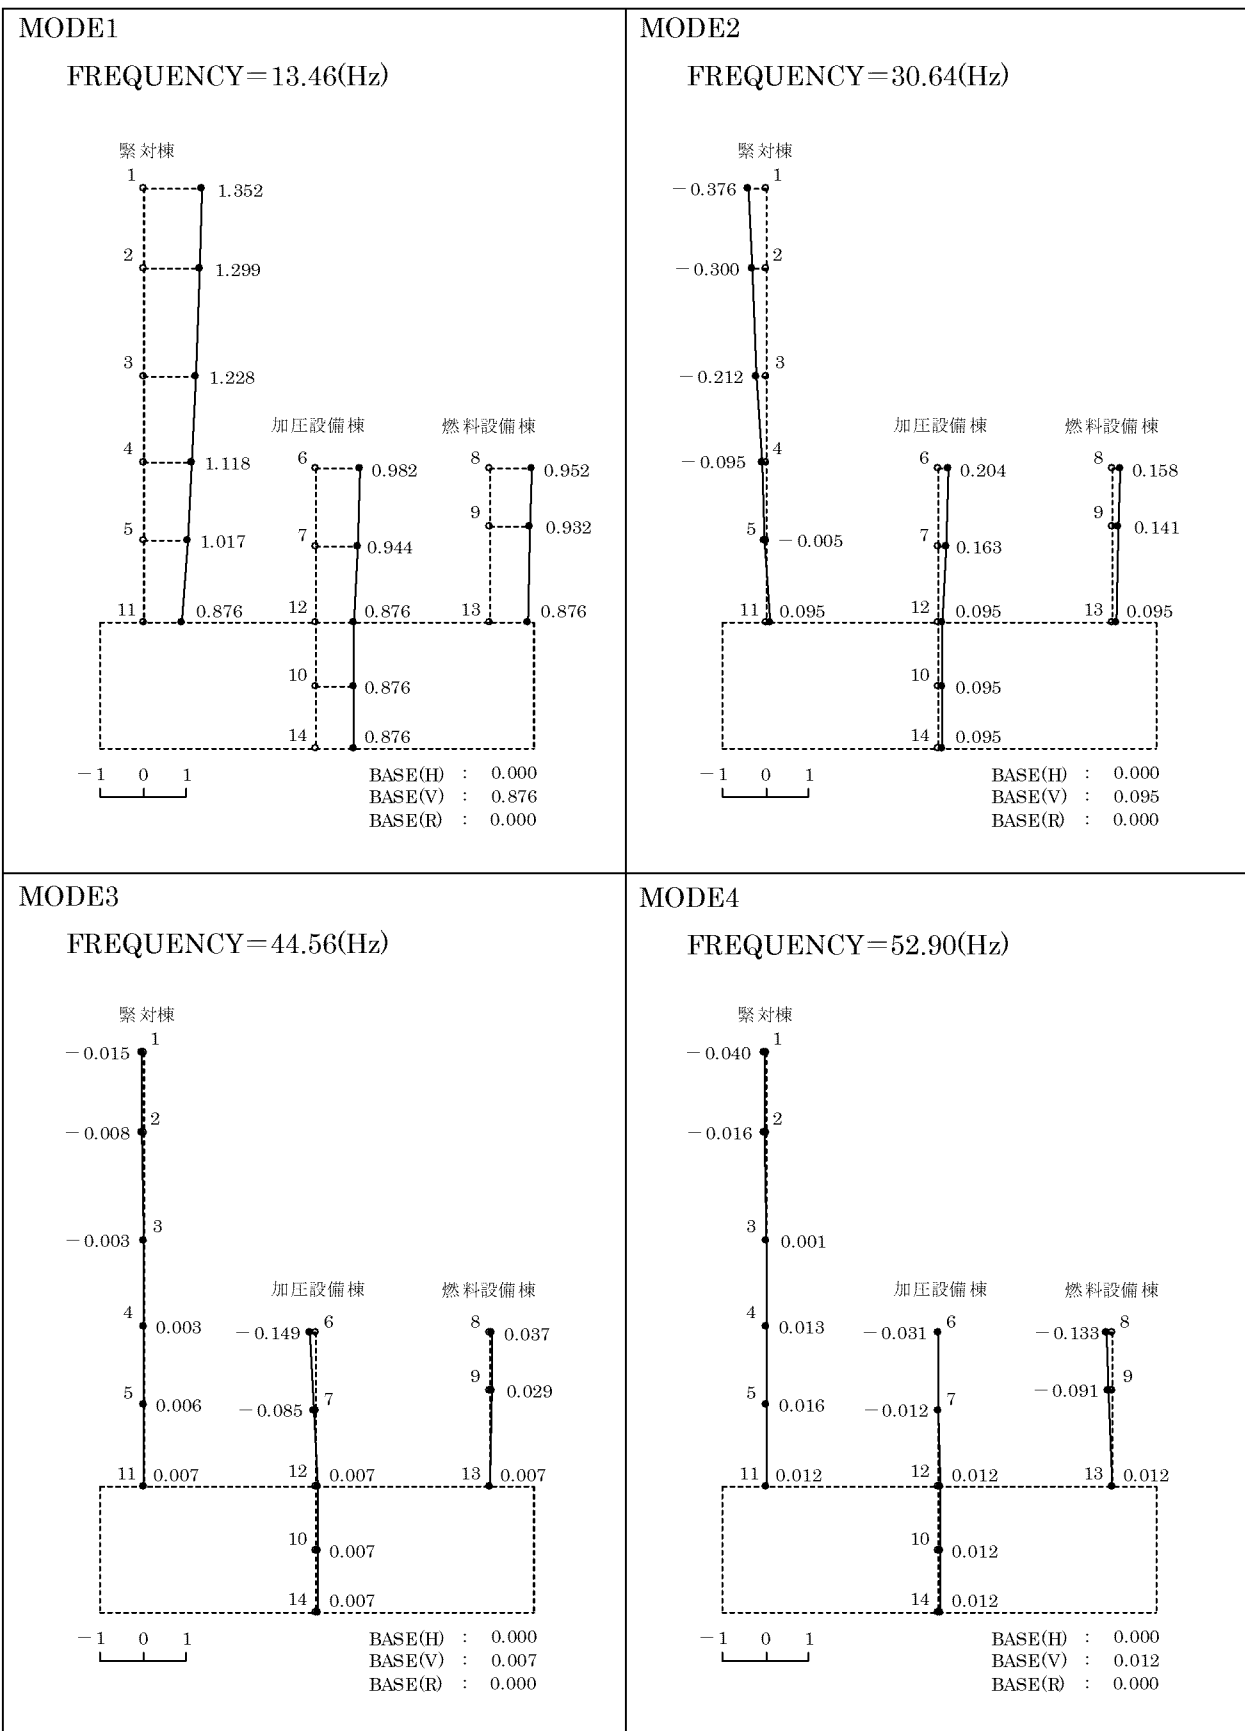 MODE1
FREQUENCY=13.46(Hz)
緊対棟
1 1.352
2 1.299
3 1.228
4 1.118
5 1.017
11 0.876
加圧設備棟
6 0.982
7 0.944
12 0.876
10 0.876
14 0.876
燃料設備棟
8 0.952
9 0.932
13 0.876
-1 0 1
BASE(H) : 0.000
BASE(V) : 0.876
BASE(R) : 0.000
MODE2
FREQUENCY=30.64(Hz)
緊対棟
-0.376 1
-0.300 2
-0.212 3
-0.095 4
5 -0.005
11 0.095
加圧設備棟
6 0.204
7 0.163
12 0.095
10 0.095
14 0.095
燃料設備棟
8 0.158
9 0.141
13 0.095
-1 0 1
BASE(H) : 0.000
BASE(V) : 0.095
BASE(R) : 0.000
MODE3
FREQUENCY=44.56(Hz)
緊対棟
-0.015 1
-0.008 2
-0.003 3
4 0.003
5 0.006
11 0.007
加圧設備棟
-0.149 6
-0.085 7
12 0.007
10 0.007
14 0.007
燃料設備棟
8 0.037
9 0.029
13 0.007
-1 0 1
BASE(H) : 0.000
BASE(V) : 0.007
BASE(R) : 0.000
MODE4
FREQUENCY=52.90(Hz)
緊対棟
-0.040 1
-0.016 2
3 0.001
4 0.013
5 0.016
11 0.012
加圧設備棟
-0.031 6
-0.012 7
12 0.012
10 0.012
14 0.012
燃料設備棟
-0.133 8
-0.091 9
13 0.012
-1 0 1
BASE(H) : 0.000
BASE(V) : 0.012
BASE(R) : 0.000